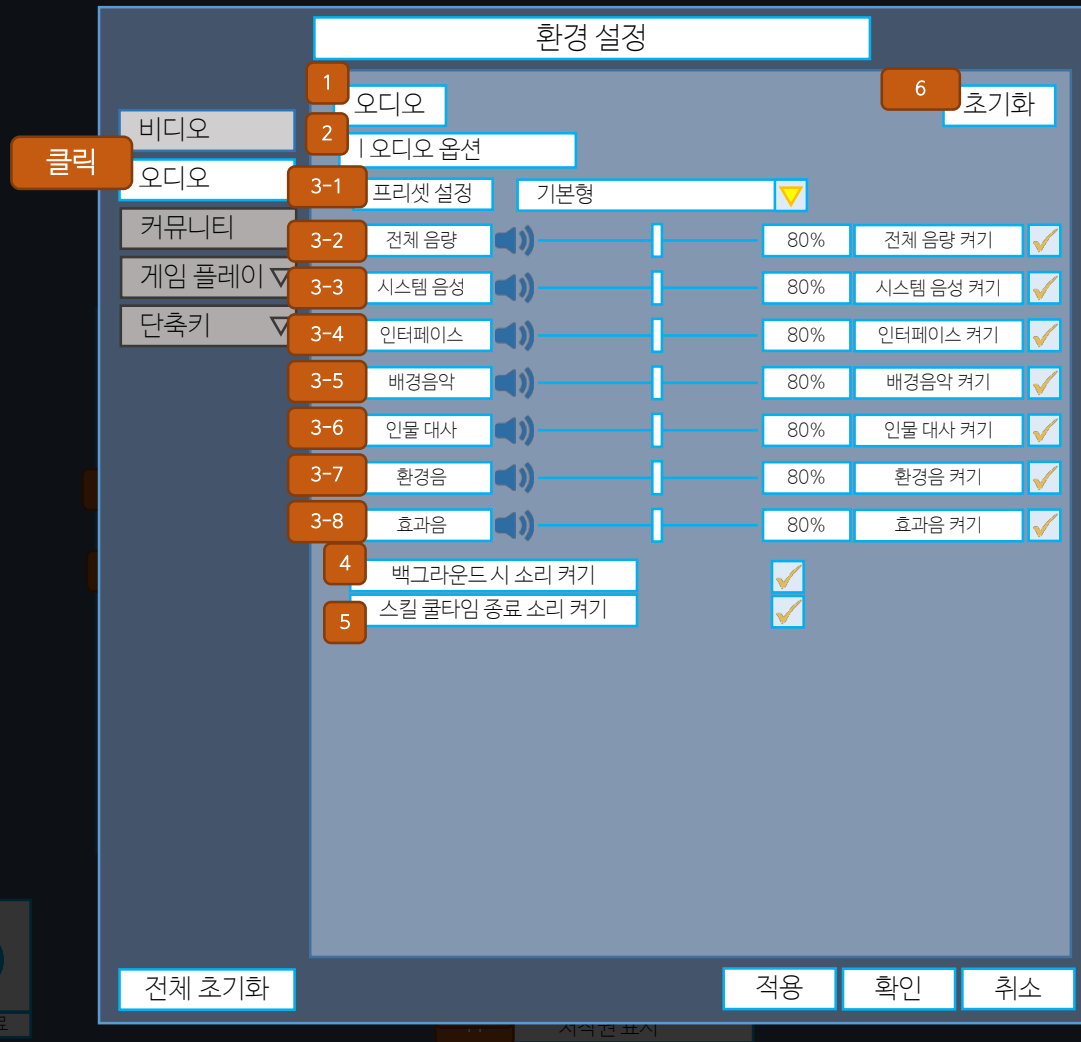 환경 설정
1
6
오디오
초기화
비디오
2
| 오디오 옵션
클릭
오디오
3-1
프리셋 설정
기본형
커뮤니티
3-2
전체 음량
80%
전체 음량 켜기
게임 플레이
3-3
시스템 음성
80%
시스템 음성 켜기
단축키
3-4
인터페이스
80%
인터페이스 켜기
3-5
배경음악
80%
배경음악 켜기
3-6
인물 대사
80%
인물 대사 켜기
3-7
환경음
80%
환경음 켜기
3-8
효과음
80%
효과음 켜기
4
백그라운드 시 소리 켜기
5
스킬 쿨타임 종료 소리 켜기
전체 초기화
적용
확인
취소